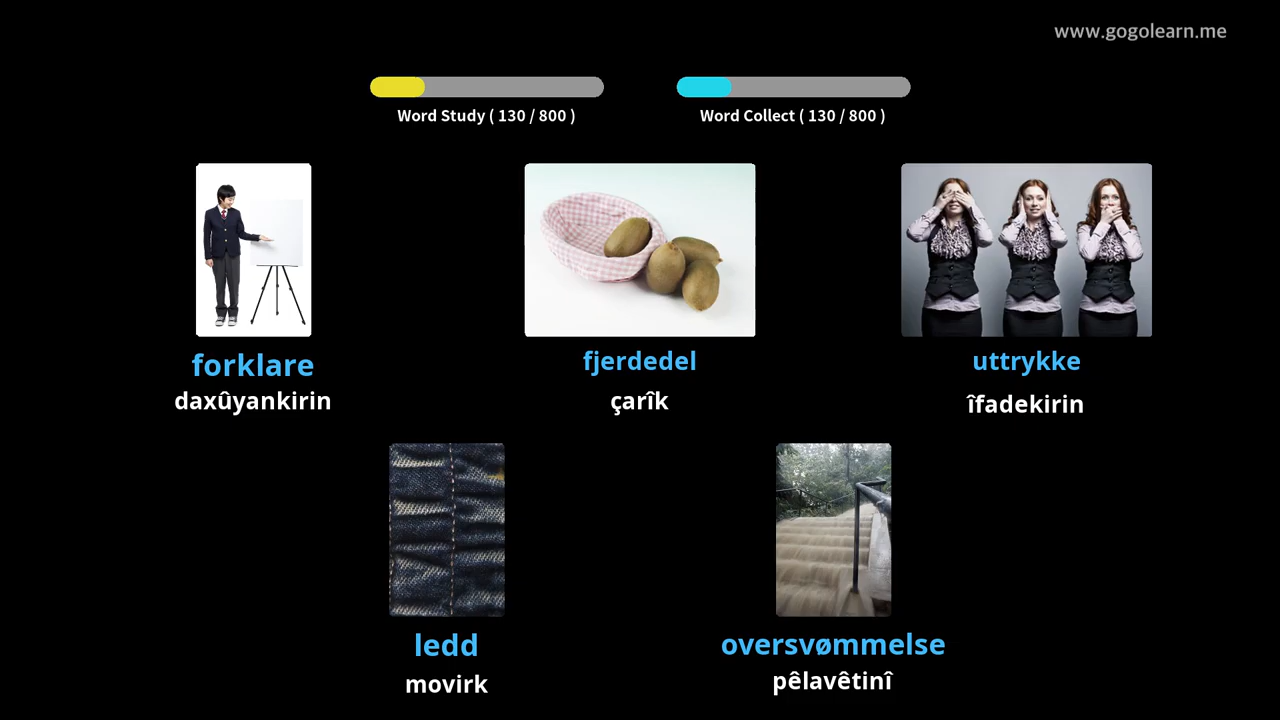 www.gogolearn.me
Word Study ( 130 / 800 )
Word Collect ( 130 / 800 )
forklare
daxûyankirin
fjerdedel
çarîk
uttrykke
îfadekirin
ledd
movirk
oversvømmelse
pêlavêtinî